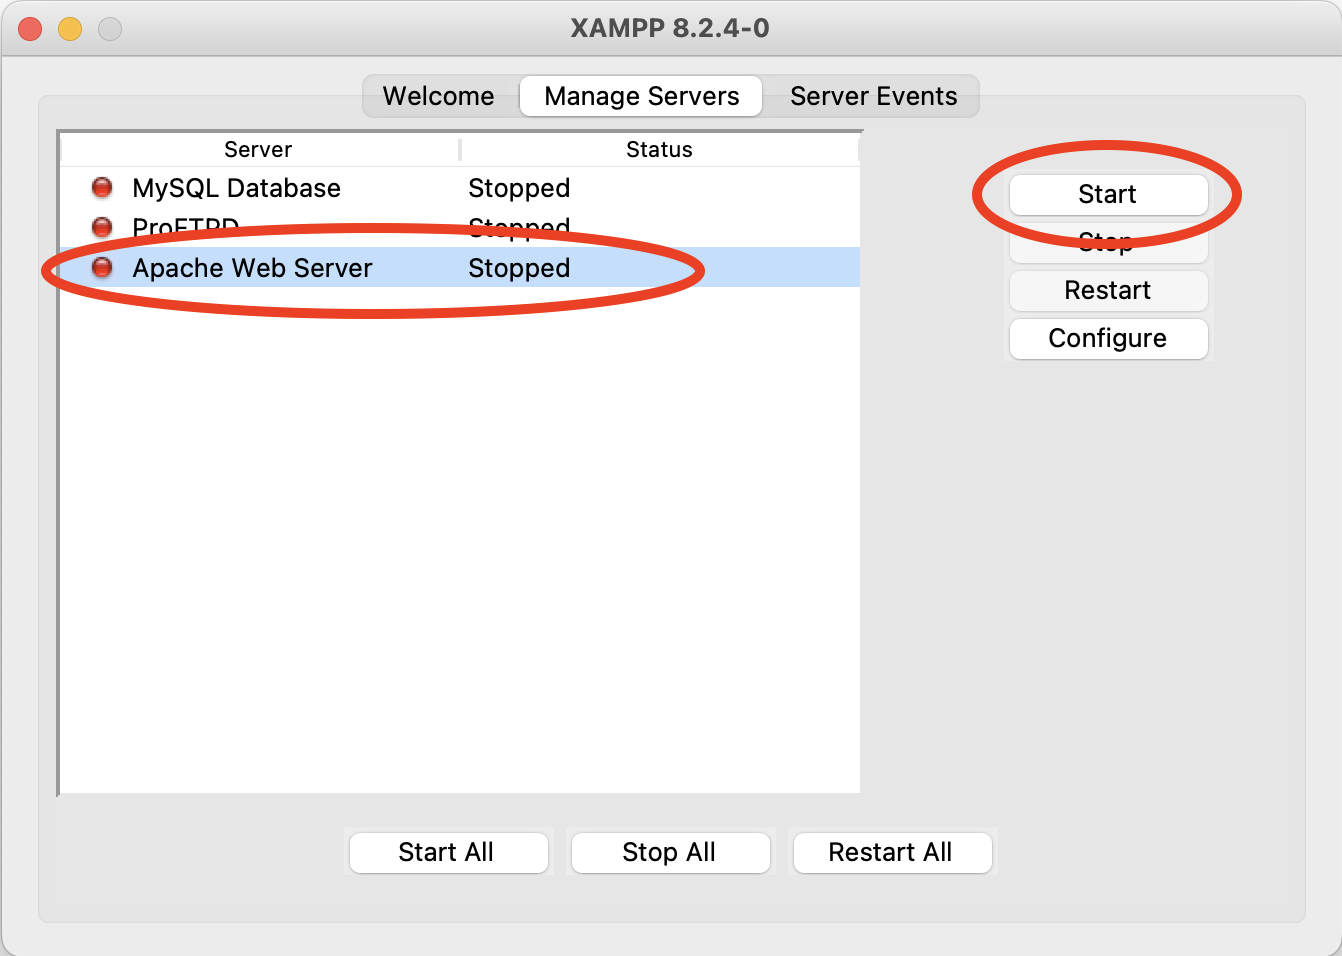 XAMPP 8.2.4-0
Welcome Manage Servers Server Events
Server Status
MySQL Database Stopped
ProFTPD Stopped
Apache Web Server Stopped
Start
Stop
Restart
Configure
Start All Stop All Restart All